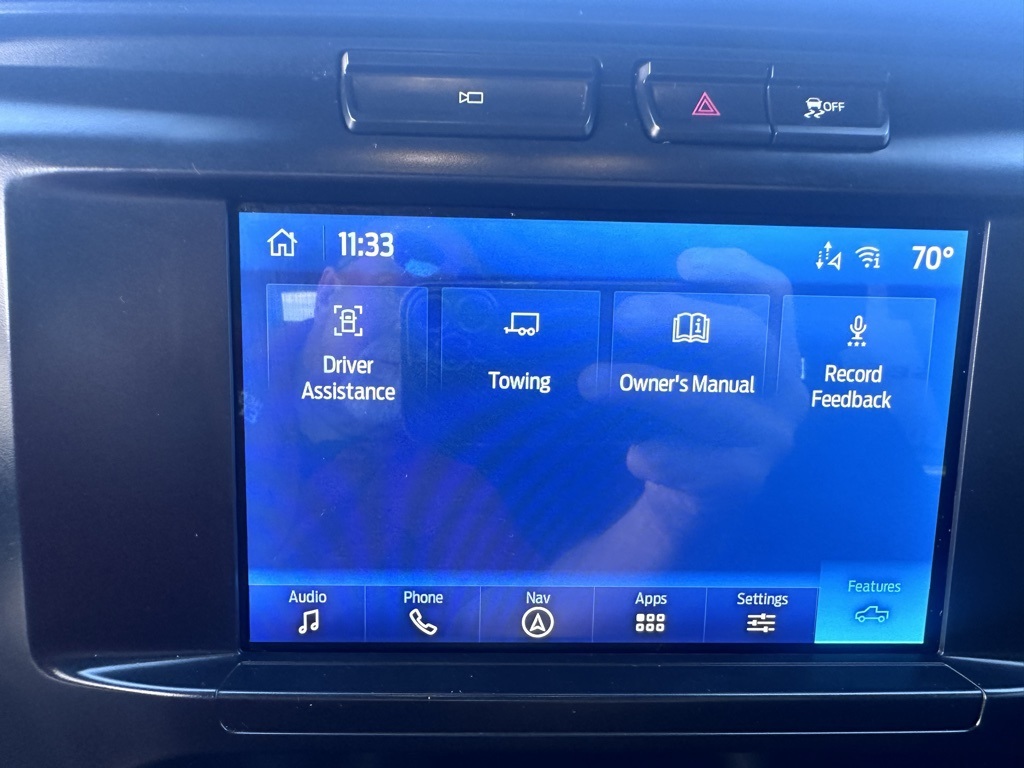 OFF
11:33
70°
Driver
Assistance
Towing
Owner's Manual
Record
Feedback
Audio
Phone
Nav
Apps
Settings
Features